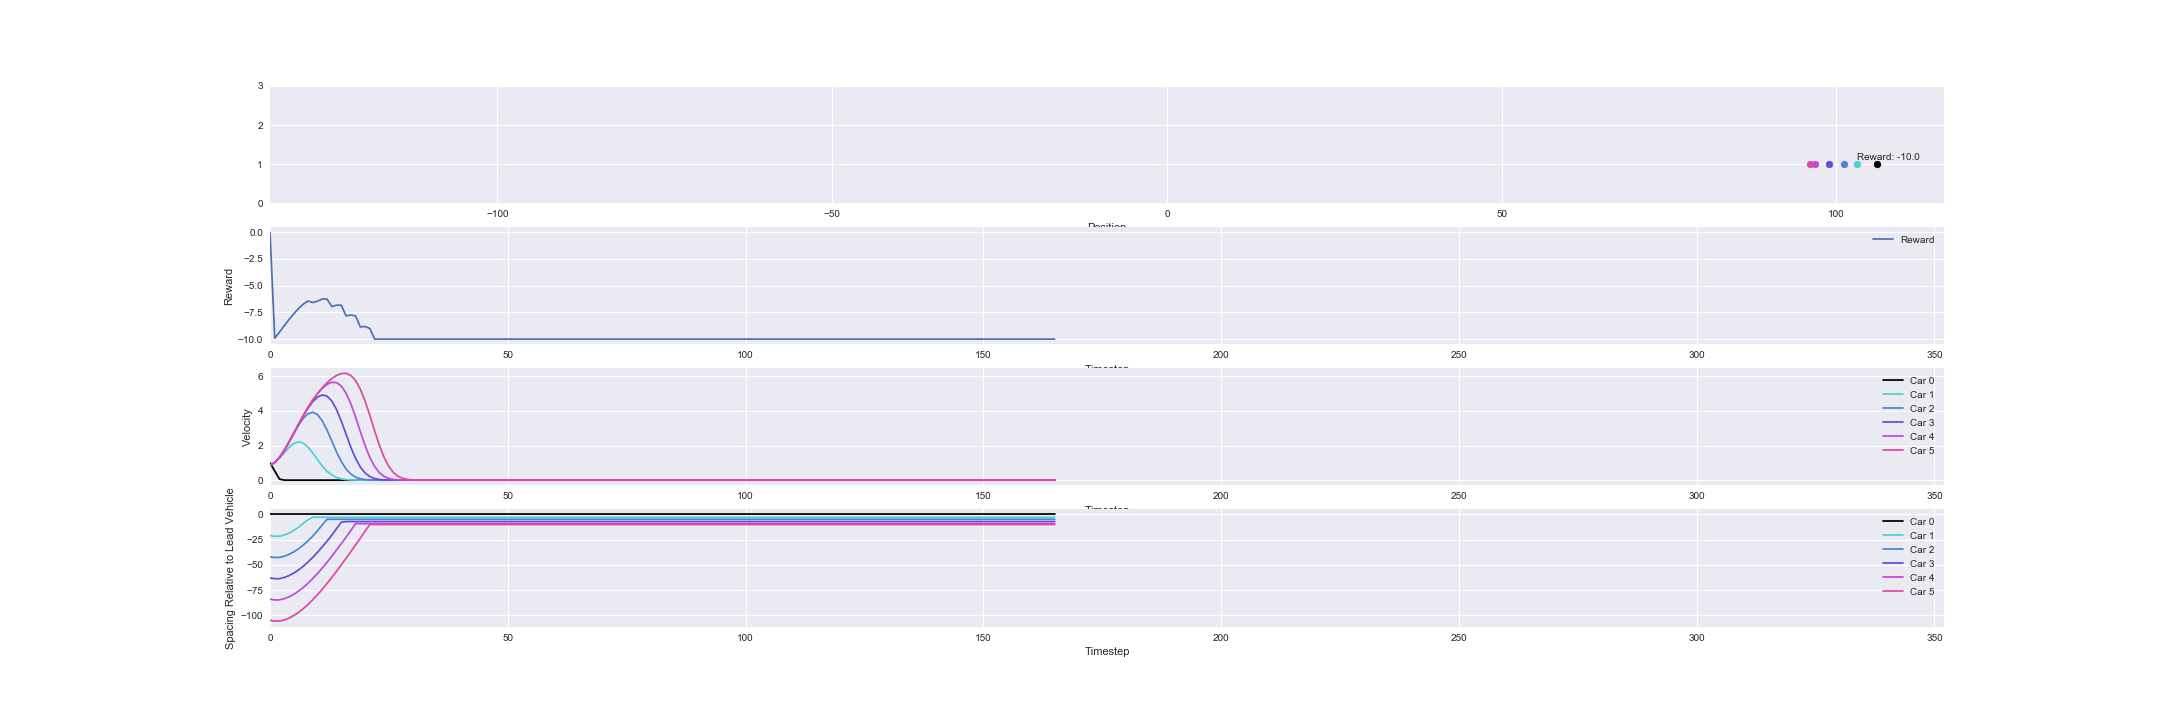 3
2
1
0
Reward: -10.0
−100 −50 0 50 100
Position
Reward
0.0
−2.5
−5.0
−7.5
−10.0
Reward
0 50 100 150 200 250 300 350
Timestep
Velocity
6
4
2
0
Car 0
Car 1
Car 2
Car 3
Car 4
Car 5
0 50 100 150 200 250 300 350
Timestep
Spacing Relative to Lead Vehicle
0
−25
−50
−75
−100
Car 0
Car 1
Car 2
Car 3
Car 4
Car 5
0 50 100 150 200 250 300 350
Timestep